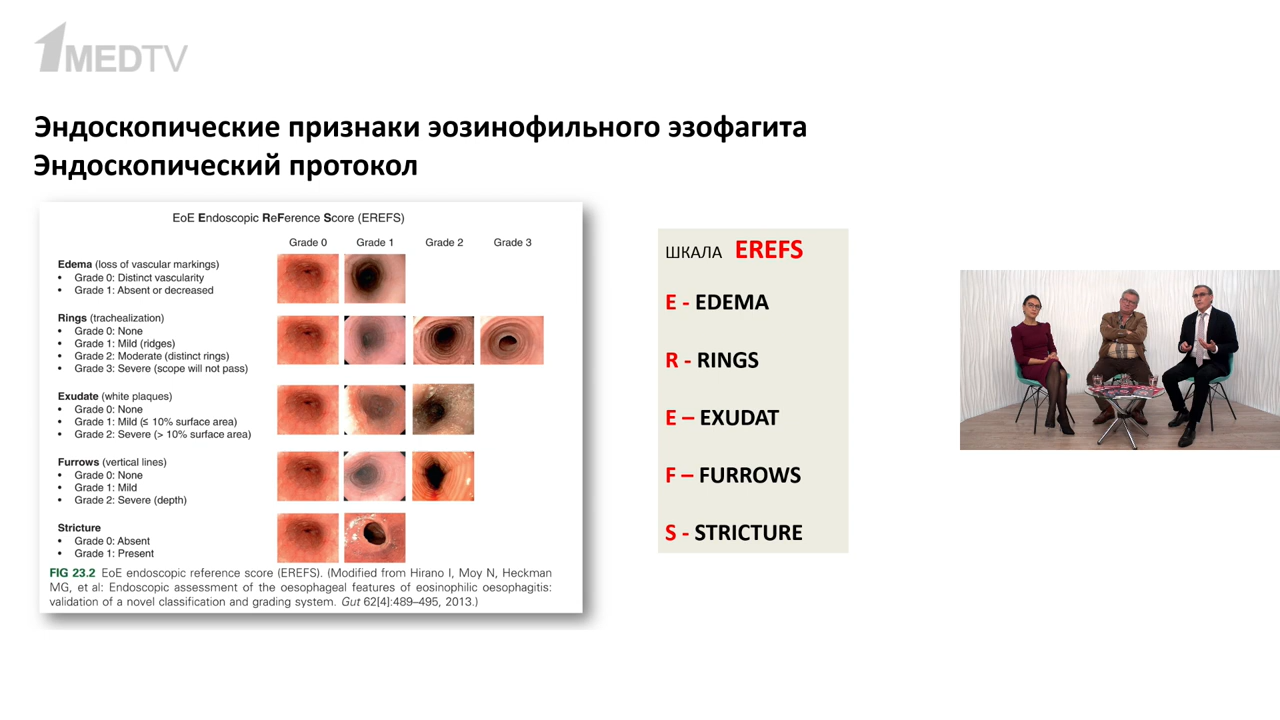 1MEDTV
Эндоскопические признаки эозинофильного эзофагита
Эндоскопический протокол
EoE Endoscopic ReFerence Score (EREFS)
Grade 0 Grade 1 Grade 2 Grade 3
Edema (loss of vascular markings)
• Grade 0: Distinct vascularity
• Grade 1: Absent or decreased
Rings (trachealization)
• Grade 0: None
• Grade 1: Mild (ridges)
• Grade 2: Moderate (distinct rings)
• Grade 3: Severe (scope will not pass)
Exudate (white plaques)
• Grade 0: None
• Grade 1: Mild (≤ 10% surface area)
• Grade 2: Severe (> 10% surface area)
Furrows (vertical lines)
• Grade 0: None
• Grade 1: Mild
• Grade 2: Severe (depth)
Stricture
• Grade 0: Absent
• Grade 1: Present
FIG 23.2 EoE endoscopic reference score (EREFS). (Modified from Hirano I, Moy N, Heckman
MG, et al: Endoscopic assessment of the oesophageal features of eosinophilic oesophagitis:
validation of a novel classification and grading system. Gut 62[4]:489–495, 2013.)
ШКАЛА EREFS
E - EDEMA
R - RINGS
E – EXUDAT
F – FURROWS
S - STRICTURE